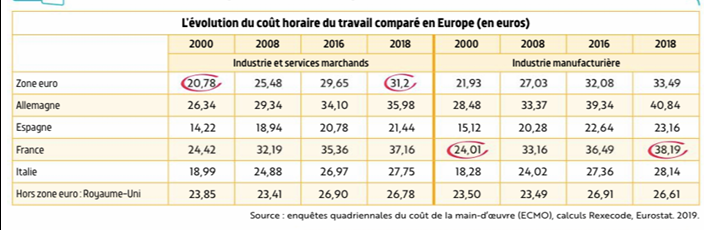 L'évolution du coût horaire du travail comparé en Europe (en euros)
2000 2008 2016 2018 2000 2008 2016 2018
Industrie et services marchands Industrie manufacturière
Zone euro 20,78 25,48 29,65 31,2 21,93 27,03 32,08 33,49
Allemagne 26,34 29,34 34,10 35,98 28,48 33,37 39,34 40,84
Espagne 14,22 18,94 20,78 21,44 15,12 20,28 22,64 23,16
France 24,42 32,19 35,36 37,16 24,01 33,16 36,49 38,19
Italie 18,99 24,88 26,97 27,75 18,28 24,02 27,36 28,14
Hors zone euro : Royaume-Uni 23,85 23,41 26,90 26,78 23,50 23,49 26,91 26,61
Source : enquêtes quadriennales du coût de la main-d'œuvre (ECMO), calculs Rexecode, Eurostat. 2019.